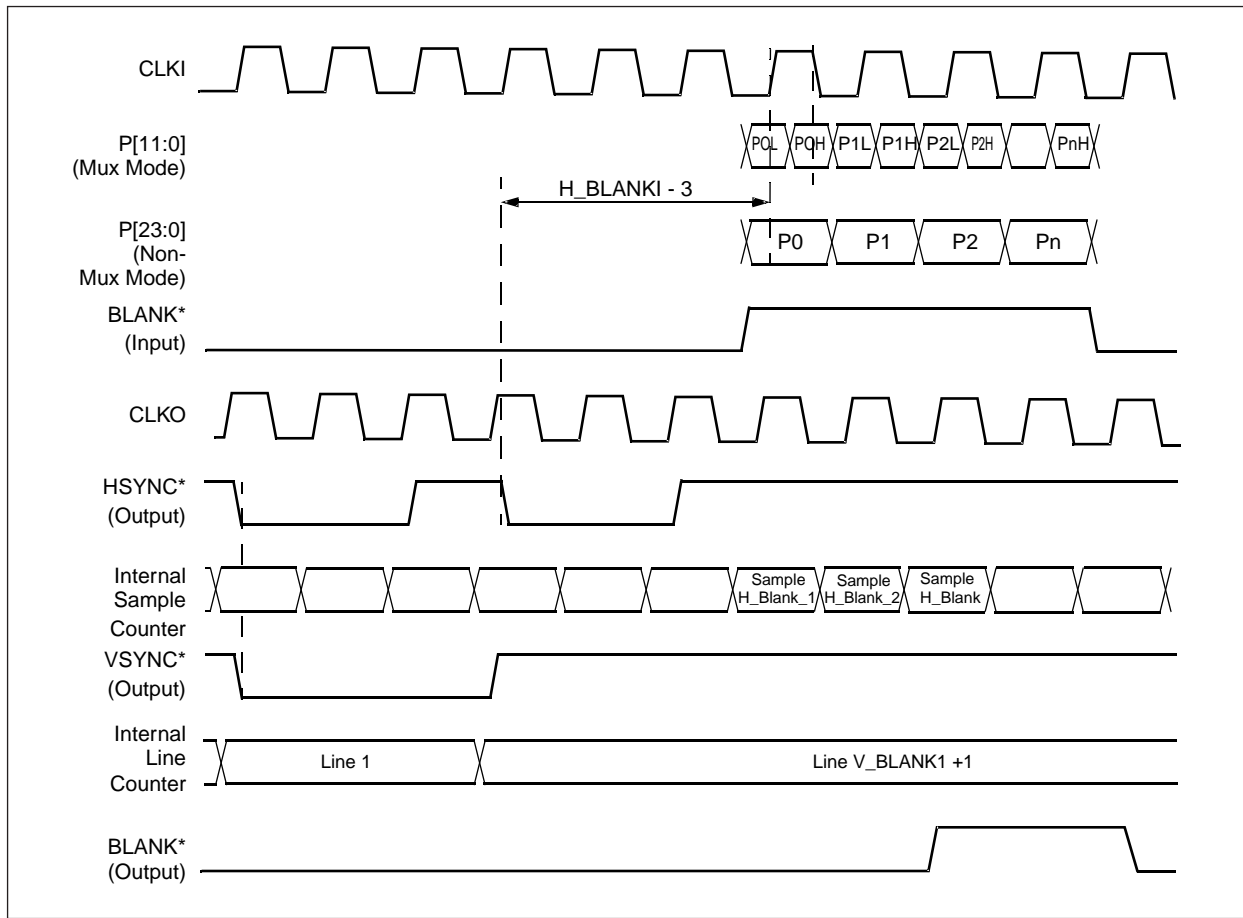 CLKI
P[11:0]
(Mux Mode)
P0L P0H P1L P1H P2L P2H PnH
H_BLANKI - 3
P[23:0]
(Non-
Mux Mode)
P0 P1 P2 Pn
BLANK*
(Input)
CLKO
HSYNC*
(Output)
Internal
Sample
Counter
Sample
H_Blank_1
Sample
H_Blank_2
Sample
H_Blank
VSYNC*
(Output)
Internal
Line
Counter
Line 1
Line V_BLANK1 +1
BLANK*
(Output)